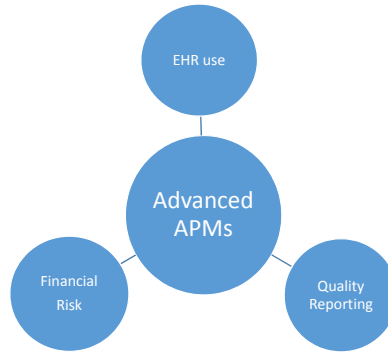 EHR use
Advanced
APMs
Financial
Risk
Quality
Reporting